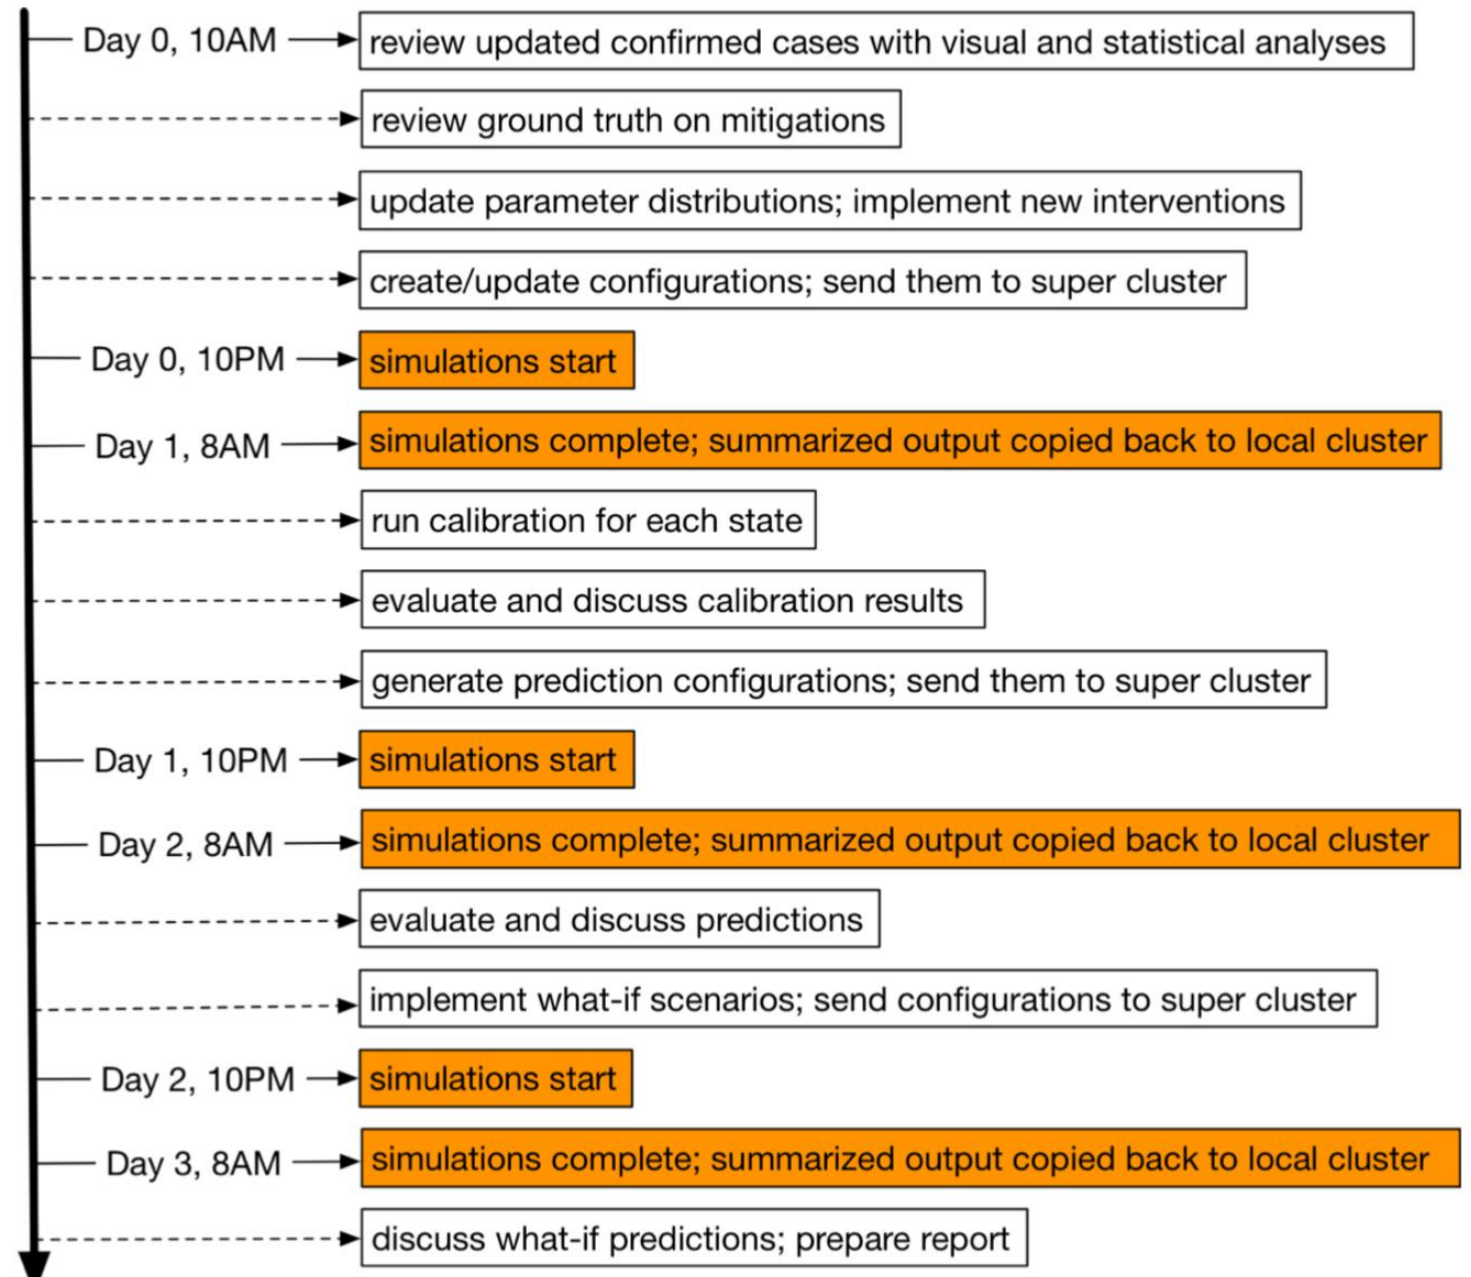 Day 0, 10AM review updated confirmed cases with visual and statistical analyses
review ground truth on mitigations
update parameter distributions; implement new interventions
create/update configurations; send them to super cluster
Day 0, 10PM simulations start
Day 1, 8AM simulations complete; summarized output copied back to local cluster
run calibration for each state
evaluate and discuss calibration results
generate prediction configurations; send them to super cluster
Day 1, 10PM simulations start
Day 2, 8AM simulations complete; summarized output copied back to local cluster
evaluate and discuss predictions
implement what-if scenarios; send configurations to super cluster
Day 2, 10PM simulations start
Day 3, 8AM simulations complete; summarized output copied back to local cluster
discuss what-if predictions; prepare report